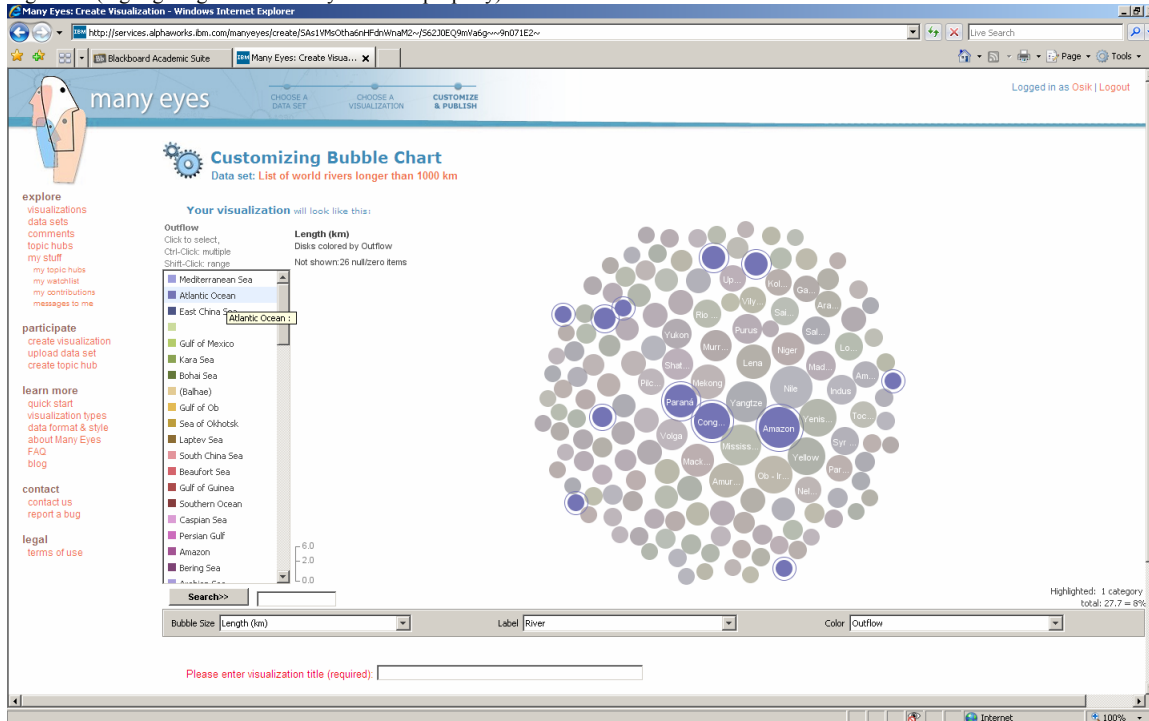 Many Eyes: Create Visualization - Windows Internet Explorer
http://services.alphaworks.ibm.com/manyeyes/create/SAs1VMsOtha6nHFdnWnaM2~/S62J0EQ9mVa6g~~9n071E2~
Live Search
Blackboard Academic Suite
Many Eyes: Create Visua...
Page
Tools
many eyes
CHOOSE A DATA SET
CHOOSE A VISUALIZATION
CUSTOMIZE & PUBLISH
Logged in as Osik | Logout
Customizing Bubble Chart
Data set: List of world rivers longer than 1000 km
explore
visualizations
data sets
comments
topic hubs
my stuff
my topic hubs
my watchlist
my contributions
messages to me
participate
create visualization
upload data set
create topic hub
learn more
quick start
visualization types
data format & style
about Many Eyes
FAQ
blog
contact
contact us
report a bug
legal
terms of use
Your visualization will look like this:
Outflow
Click to select,
Ctrl-Click: multiple
Shift-Click: range
Length (km)
Disks colored by Outflow
Not shown:26 null/zero items
Mediterranean Sea
Atlantic Ocean
East China Sea
Atlantic Ocean :
Gulf of Mexico
Kara Sea
Bohai Sea
(Balhae)
Gulf of Ob
Sea of Okhotsk
Laptev Sea
South China Sea
Beaufort Sea
Gulf of Guinea
Southern Ocean
Caspian Sea
Persian Gulf
Amazon
Bering Sea
6.0
2.0
0.0
Up...
Kol...
Ga...
Vily...
Ara...
Rio ...
Sai...
Yukon
Purus
Sal...
Murr...
Niger
Lo...
Shat...
Lena
Mad...
Am...
Pilc...
Mekong
Nile
Indus
Paraná
Yangtze
Cong...
Amazon
Yenis...
Toc...
Volga
Mississ...
Syr ...
Mack...
Yellow
Par...
Amur...
Ob - Ir...
Nel...
Highlighted: 1 category
total: 27.7 = 8%
Search>>
Bubble Size Length (km)
Label River
Color Outflow
Please enter visualization title (required):
Internet
100%